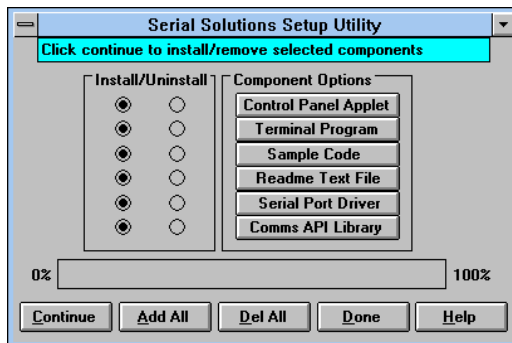 Serial Solutions Setup Utility
Click continue to install/remove selected components
Install/Uninstall
Component Options
Control Panel Applet
Terminal Program
Sample Code
Readme Text File
Serial Port Driver
Comms API Library
0% 100%
Continue Add All Del All Done Help